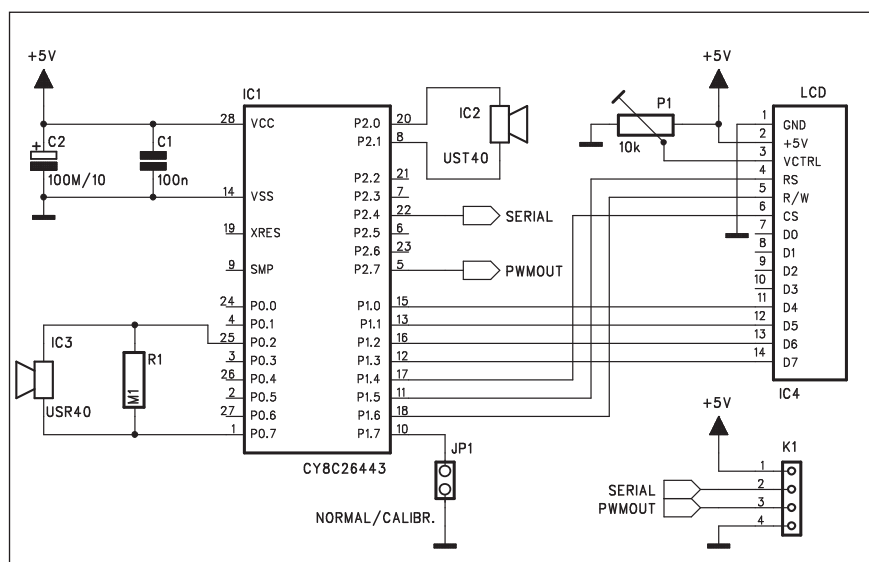 +5V
C2
100M/10
C1
100n
IC1
28 VCC
14 VSS
19 XRES
9 SMP
24 P0.0
4 P0.1
25 P0.2
3 P0.3
26 P0.4
2 P0.5
27 P0.6
1 P0.7
P2.0 20
P2.1 8
P2.2 21
P2.3 7
P2.4 22
P2.5 6
P2.6 23
P2.7 5
P1.0 15
P1.1 13
P1.2 16
P1.3 12
P1.4 17
P1.5 11
P1.6 18
P1.7 10
CY8C26443
IC3
USR40
R1
M1
IC2
UST40
SERIAL
PWMOUT
JP1
NORMAL/CALIBR.
+5V
P1
10k
LCD
1 GND
2 +5V
3 VCTRL
4 RS
5 R/W
6 CS
7 D0
8 D1
9 D2
10 D3
11 D4
12 D5
13 D6
14 D7
IC4
+5V
K1
1
SERIAL 2
PWMOUT 3
4